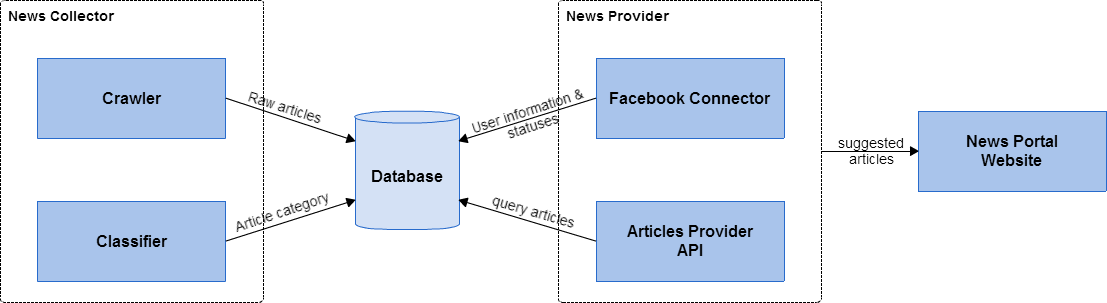 News Collector
News Provider
Crawler
Raw articles
Facebook Connector
User information &
statuses
Database
suggested
articles
News Portal
Website
Classifier
Article category
query articles
Articles Provider
API